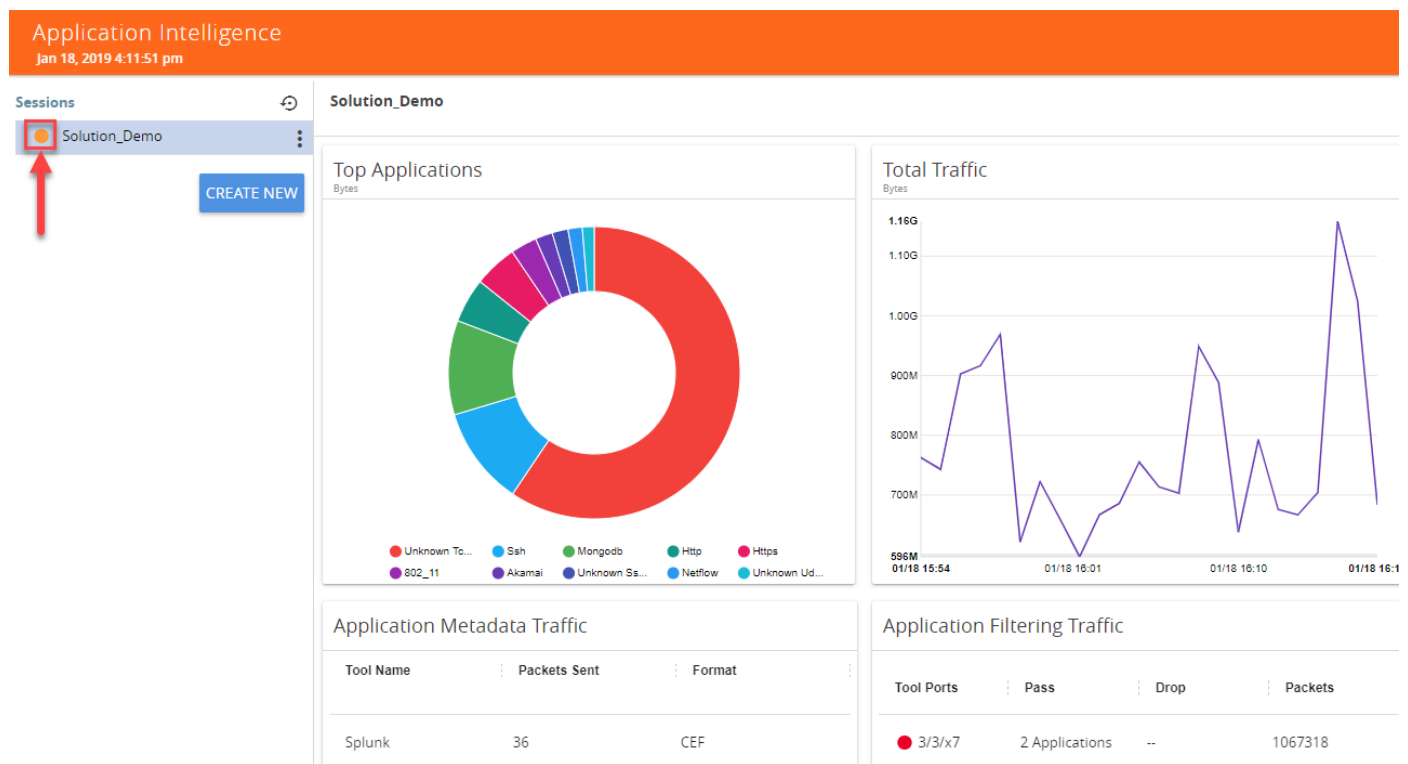 Application Intelligence
Jan 18, 2019 4:11:51 pm
Sessions
Solution_Demo
CREATE NEW
Solution_Demo
Top Applications
Bytes
Unknown Tc... Ssh Mongodb Http Https
802_11 Akamai Unknown Ss... Netflow Unknown Ud...
Total Traffic
Bytes
1.16G
1.10G
1.00G
900M
800M
700M
596M
01/18 15:54 01/18 16:01 01/18 16:10 01/18 16:1
Application Metadata Traffic
Tool Name Packets Sent Format
Splunk 36 CEF
Application Filtering Traffic
Tool Ports Pass Drop Packets
3/3/x7 2 Applications -- 1067318